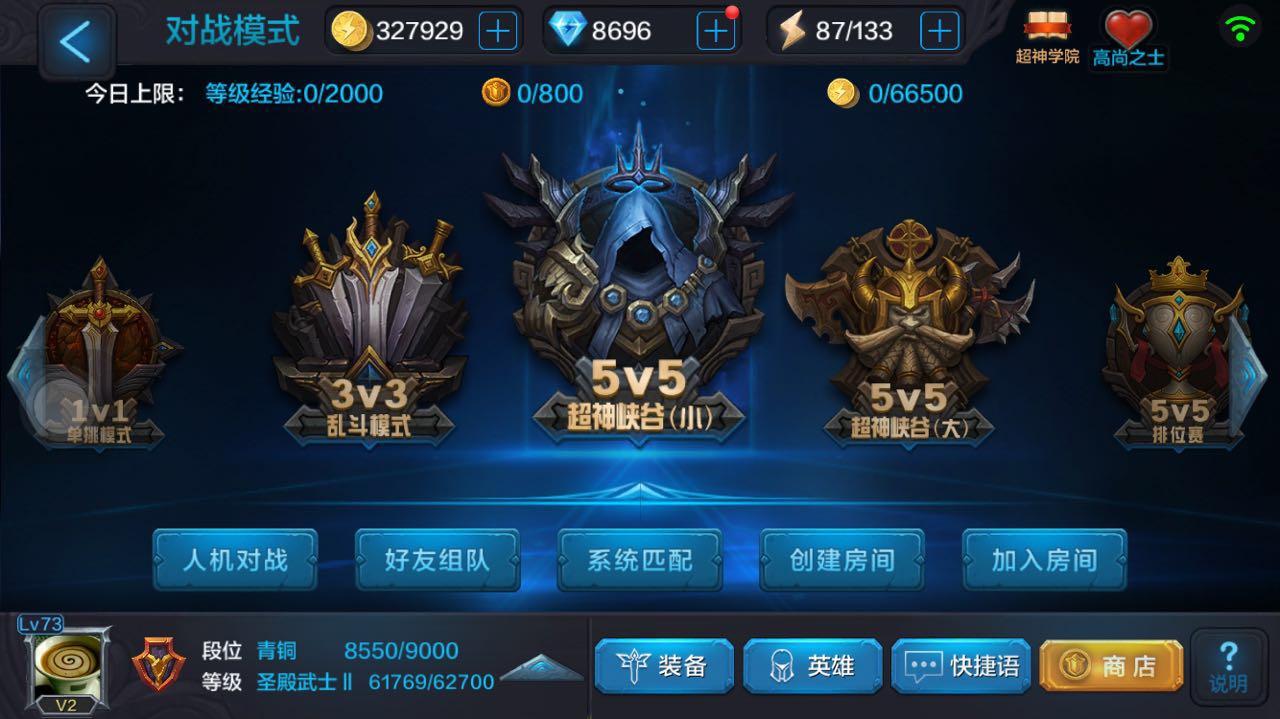 对战模式
327929
8696
87/133
超神学院
高尚之士
今日上限：
等级经验:0/2000
0/800
0/66500
1v1
单挑模式
3v3
乱斗模式
5v5
超神峡谷(小)
5v5
超神峡谷(大)
5v5
排位赛
人机对战
好友组队
系统匹配
创建房间
加入房间
Lv73
V2
段位 青铜 8550/9000
等级 圣殿武士Ⅱ 61769/62700
装备
英雄
快捷语
商店
?
说明